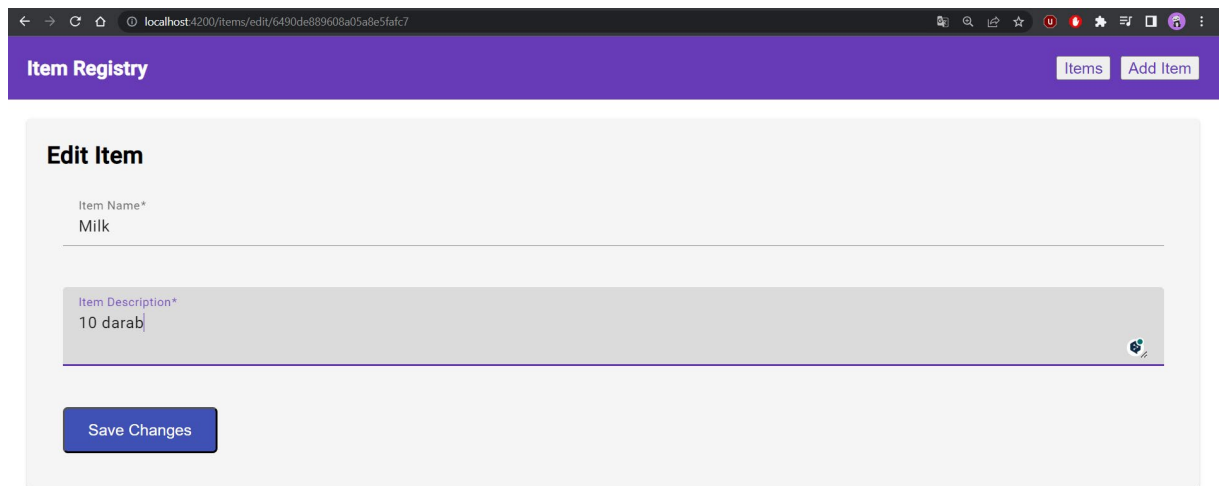 localhost:4200/items/edit/6490de889608a05a8e5fafc7
Item Registry
Items
Add Item
Edit Item
Item Name*
Milk
Item Description*
10 darab
Save Changes